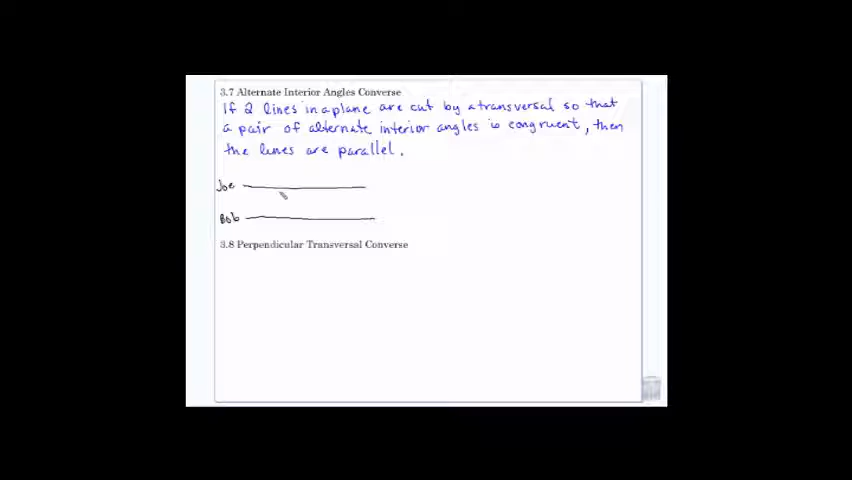 3.7 Alternate Interior Angles Converse
If 2 lines in a plane are cut by a transversal so that
a pair of alternate interior angles is congruent, then
the lines are parallel.
Joe
Bob
3.8 Perpendicular Transversal Converse